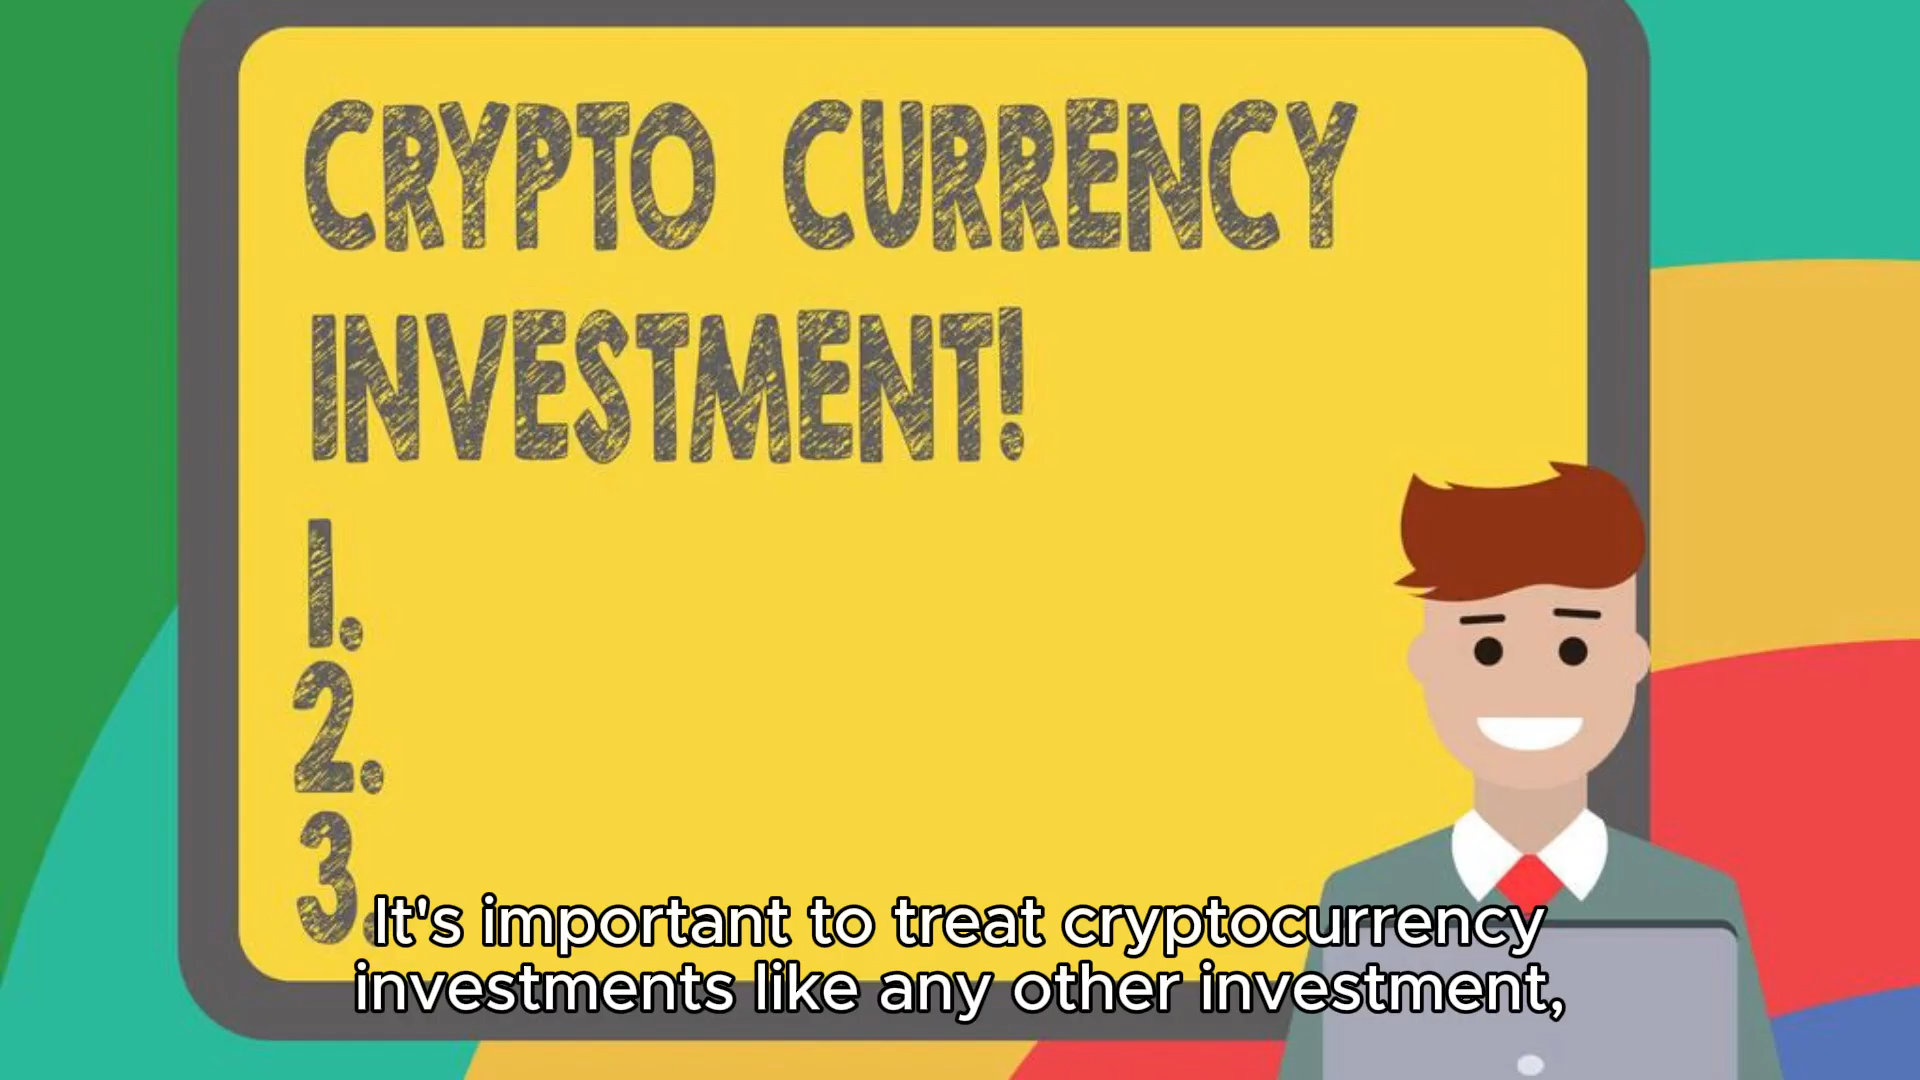 CRYPTO CURRENCY
INVESTMENT!
1.
2.
3.
It's important to treat cryptocurrency
investments like any other investment,